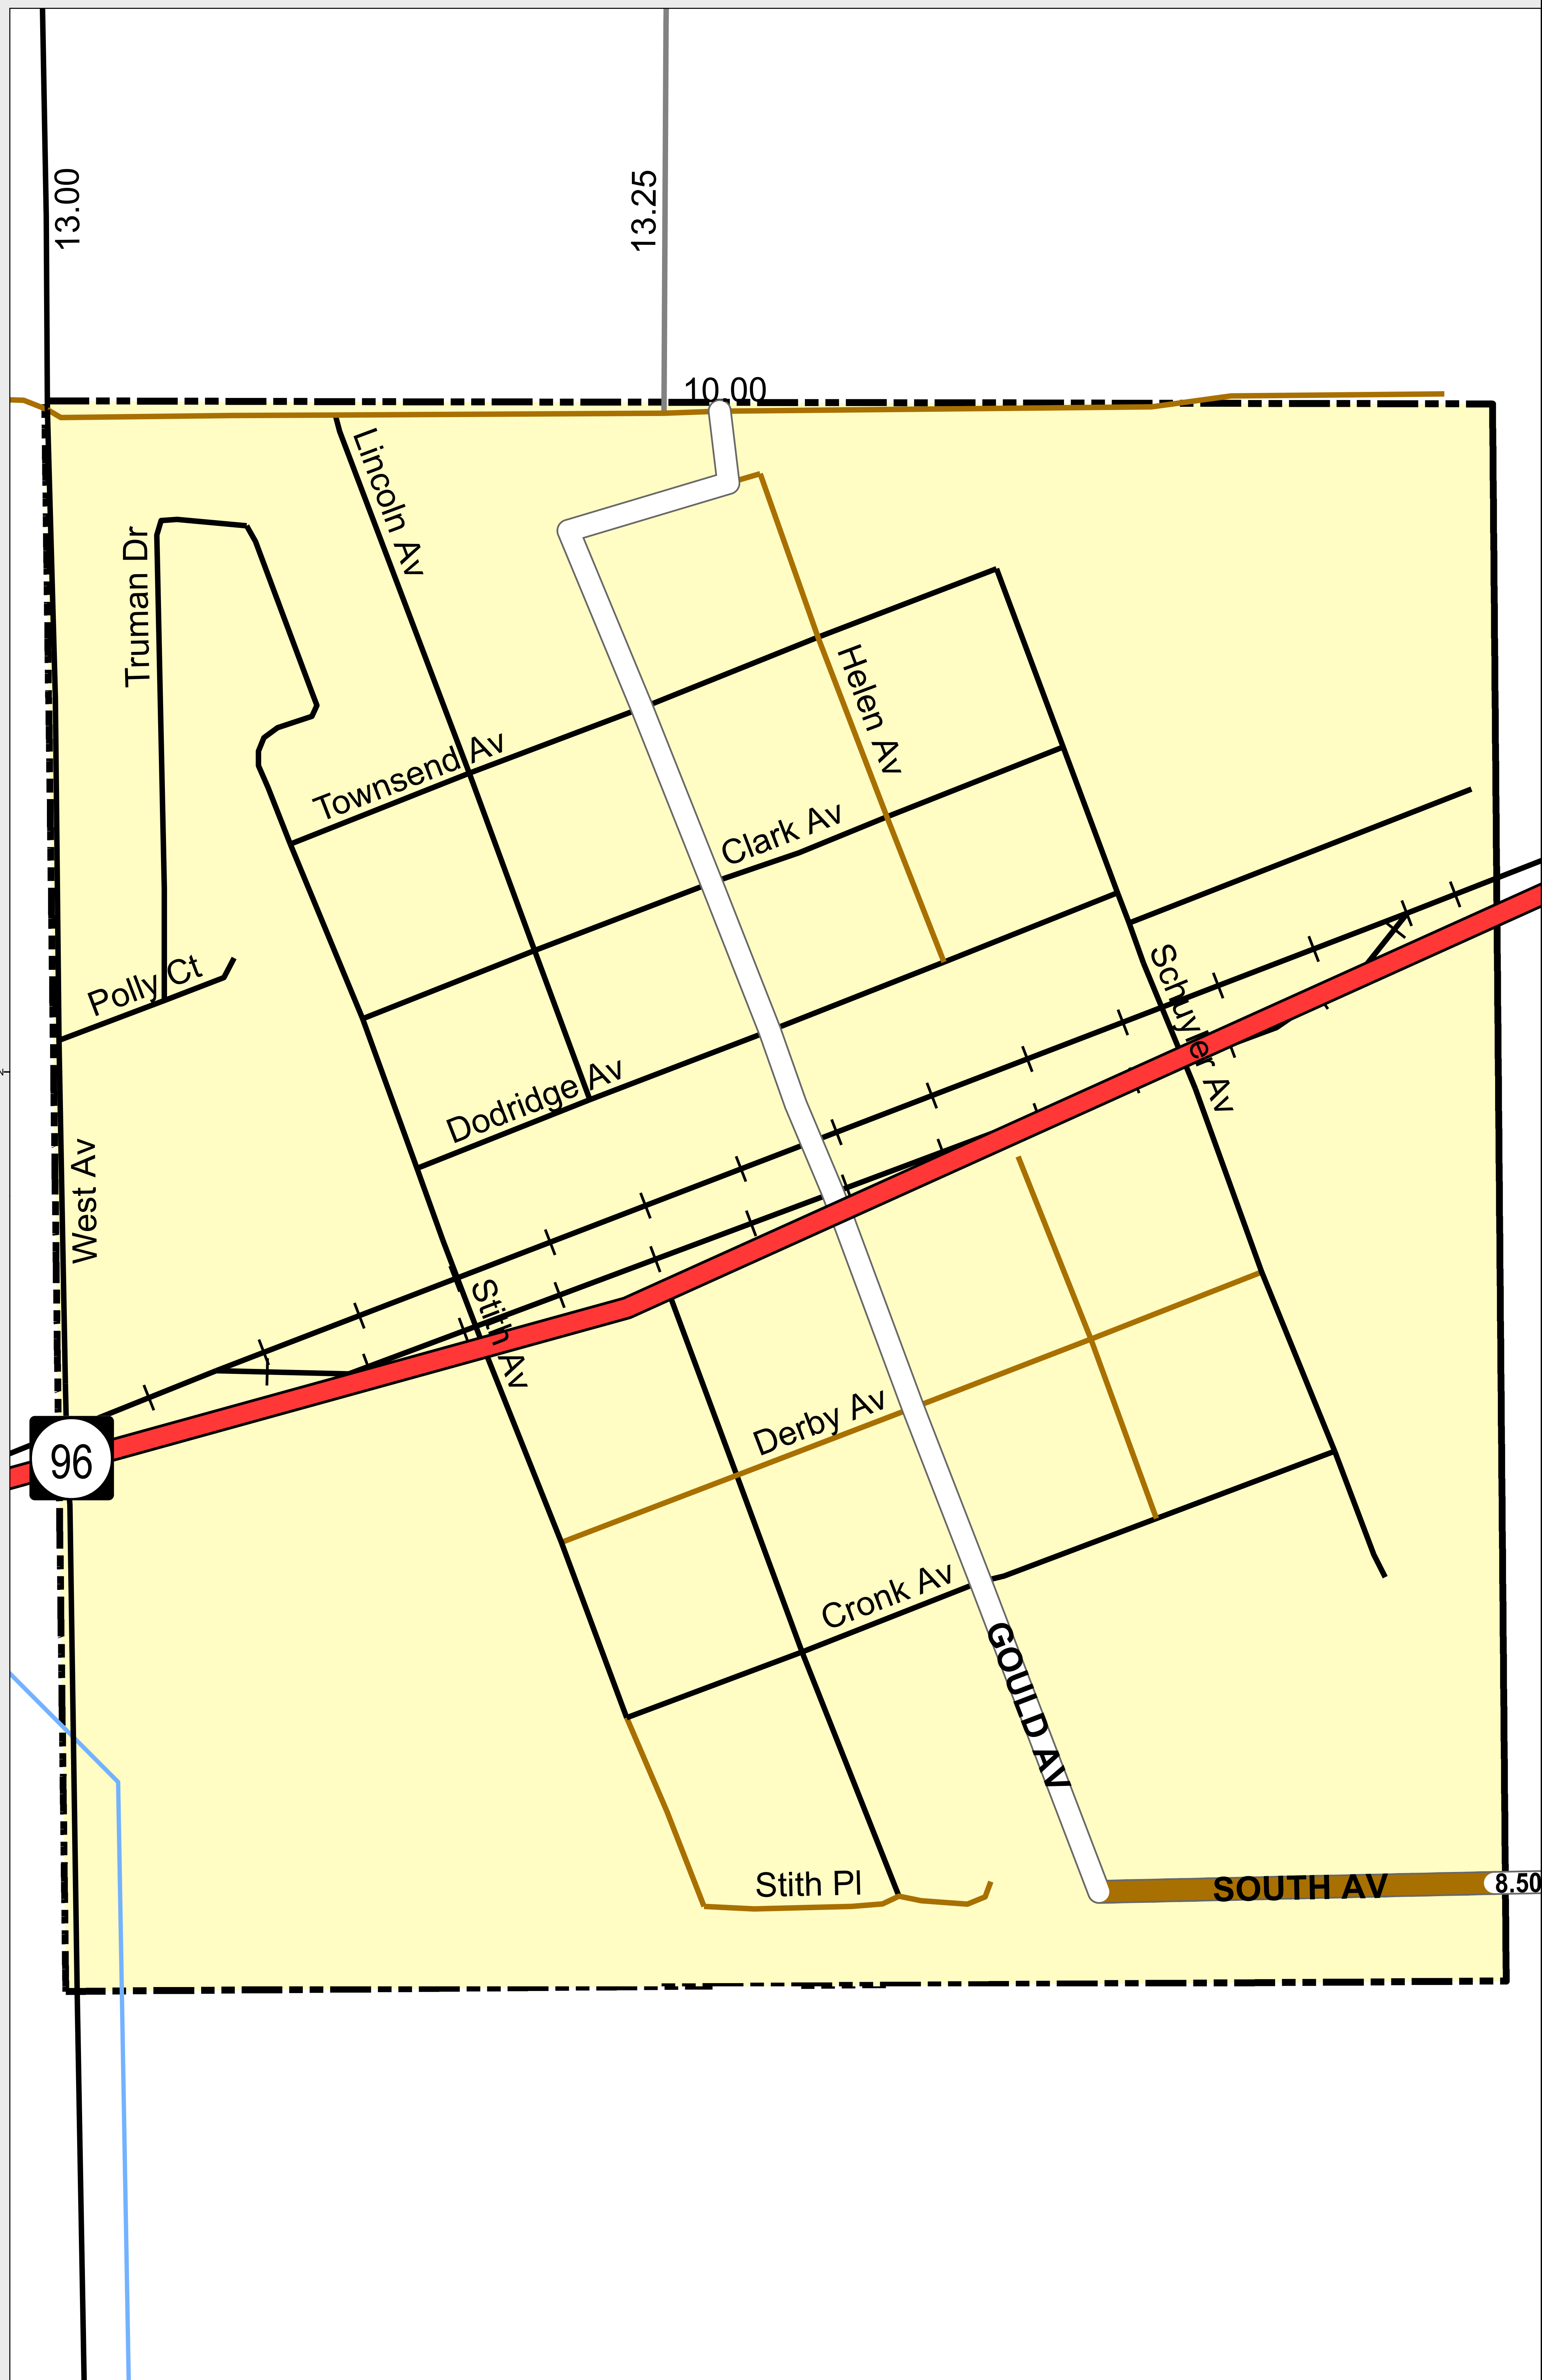 13.00
13.25
10.00
Lincoln Av
Truman Dr
Helen Av
Townsend Av
Clark Av
Polly Ct
Schuyler Av
Dodridge Av
West Av
Stith Av
Derby Av
96
Cronk Av
GOULD AV
Stith Pl
SOUTH AV
8.50